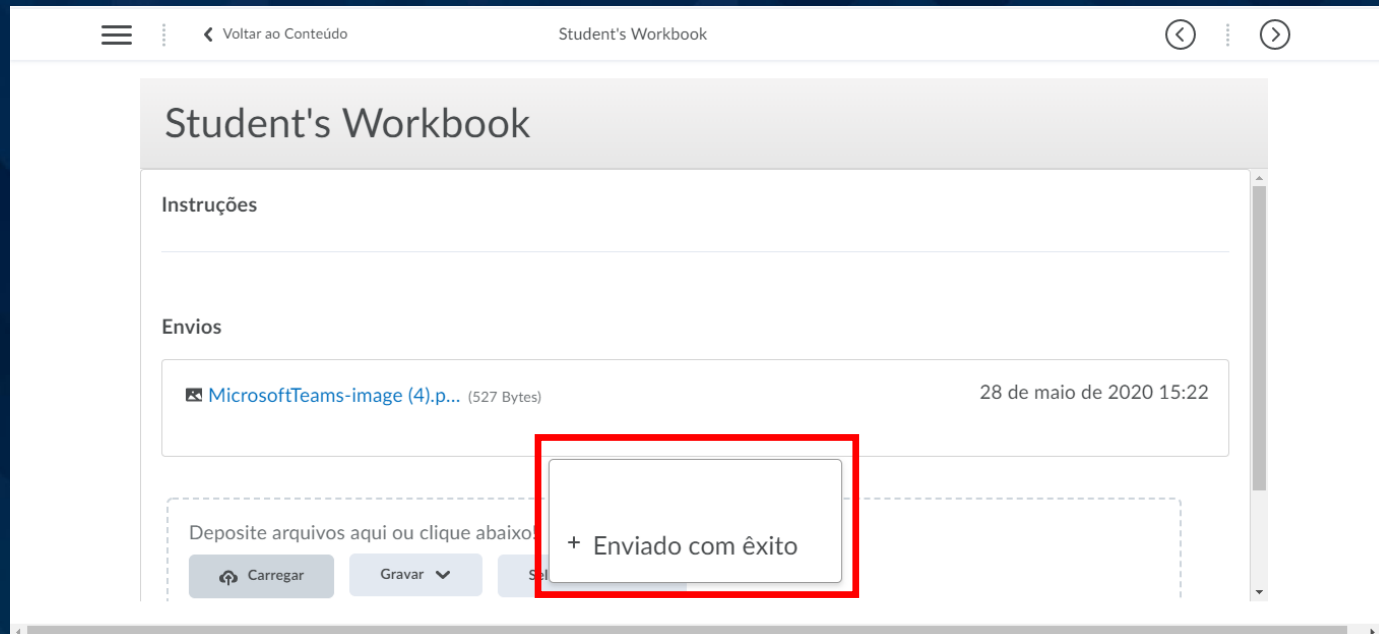 Voltar ao Conteúdo
Student's Workbook
Student's Workbook
Instruções
Envios
MicrosoftTeams-image (4).p... (527 Bytes)
28 de maio de 2020 15:22
Deposite arquivos aqui ou clique abaixo!
+ Enviado com êxito
Carregar
Gravar